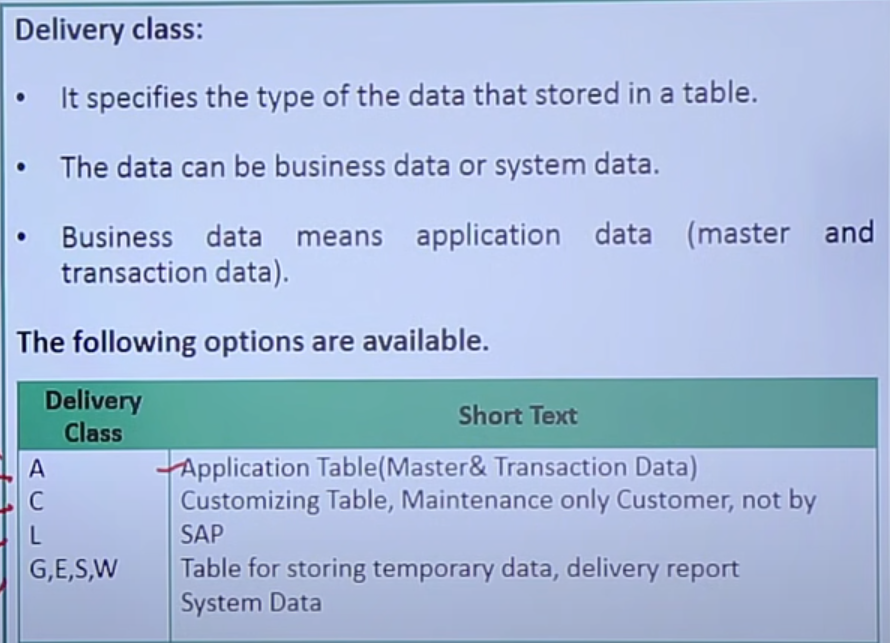 Delivery class:
• It specifies the type of the data that stored in a table.
• The data can be business data or system data.
• Business data means application data (master and
transaction data).
The following options are available.
Delivery
Class
Short Text
A Application Table(Master& Transaction Data)
C Customizing Table, Maintenance only Customer, not by
L SAP
G,E,S,W Table for storing temporary data, delivery report
System Data